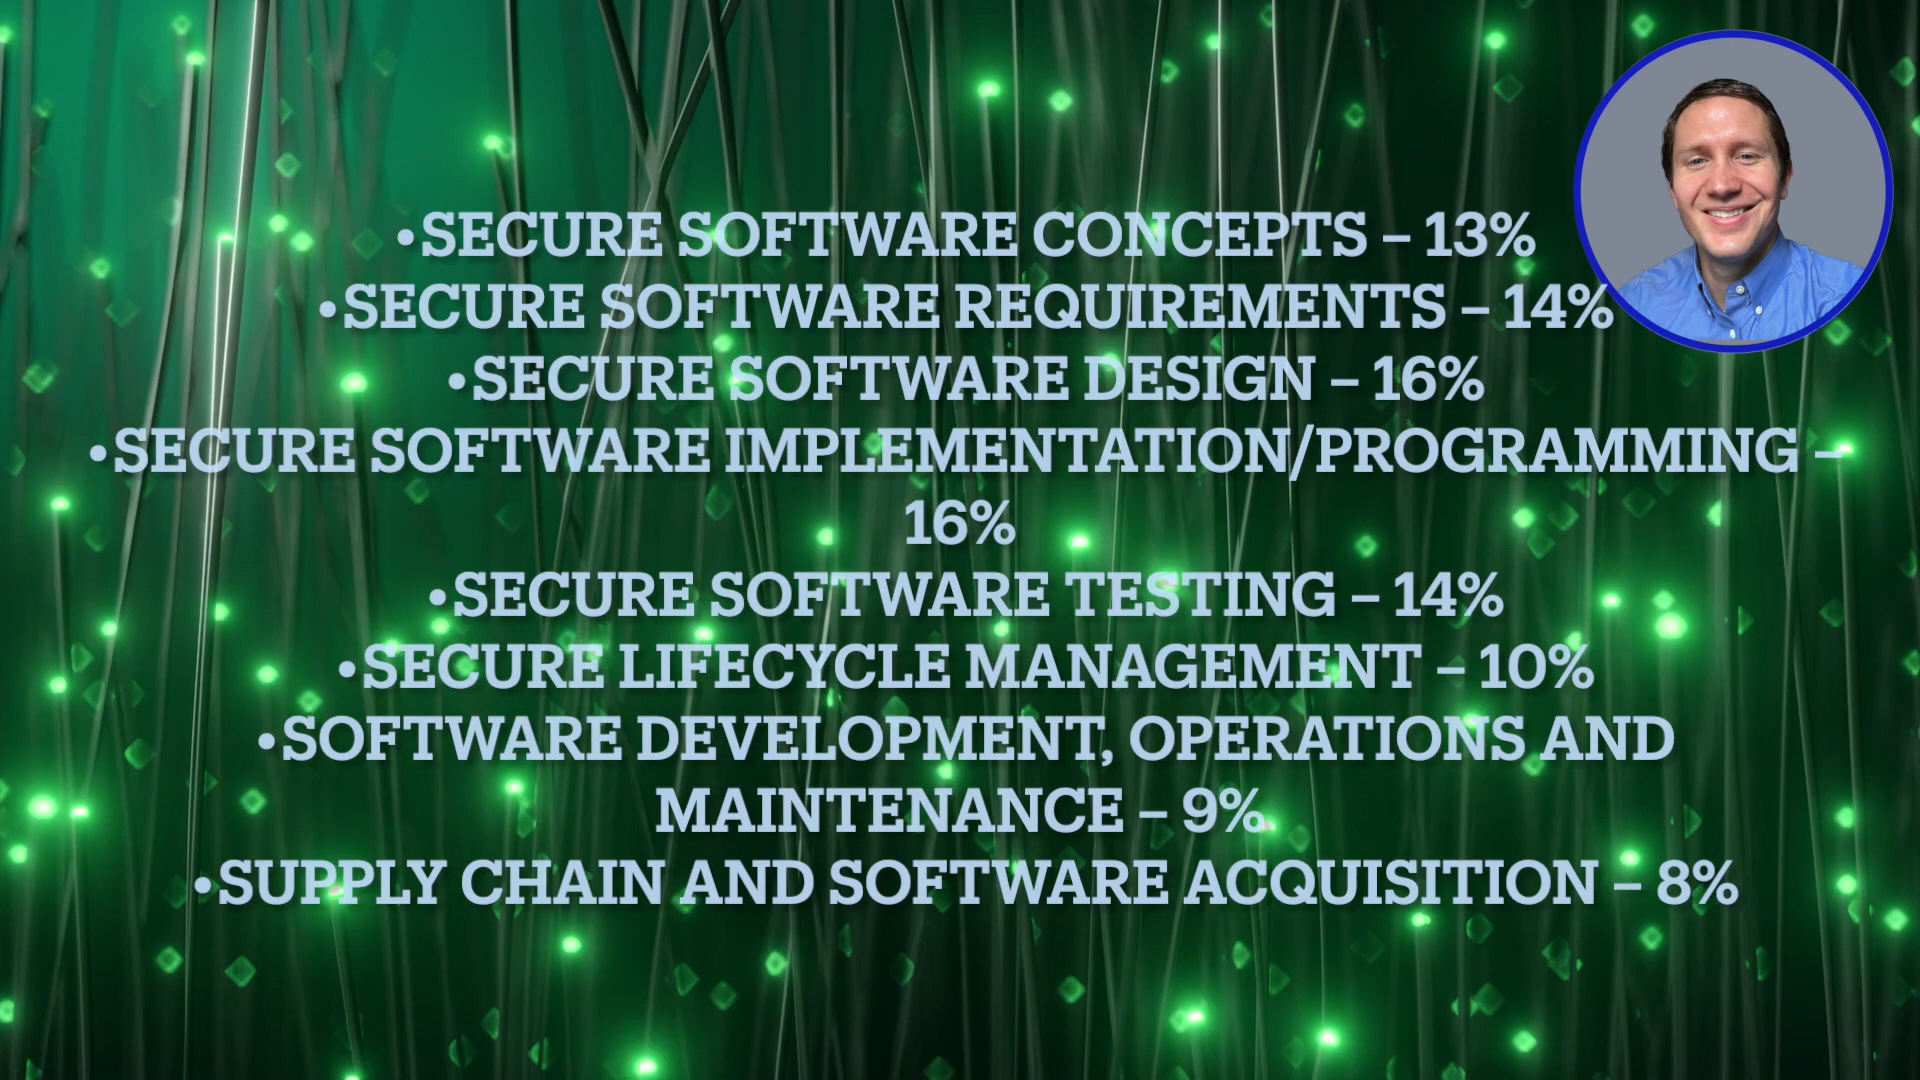 •SECURE SOFTWARE CONCEPTS – 13%
•SECURE SOFTWARE REQUIREMENTS – 14%
•SECURE SOFTWARE DESIGN – 16%
•SECURE SOFTWARE IMPLEMENTATION/PROGRAMMING –
16%
•SECURE SOFTWARE TESTING – 14%
•SECURE LIFECYCLE MANAGEMENT – 10%
•SOFTWARE DEVELOPMENT, OPERATIONS AND
MAINTENANCE – 9%
•SUPPLY CHAIN AND SOFTWARE ACQUISITION – 8%